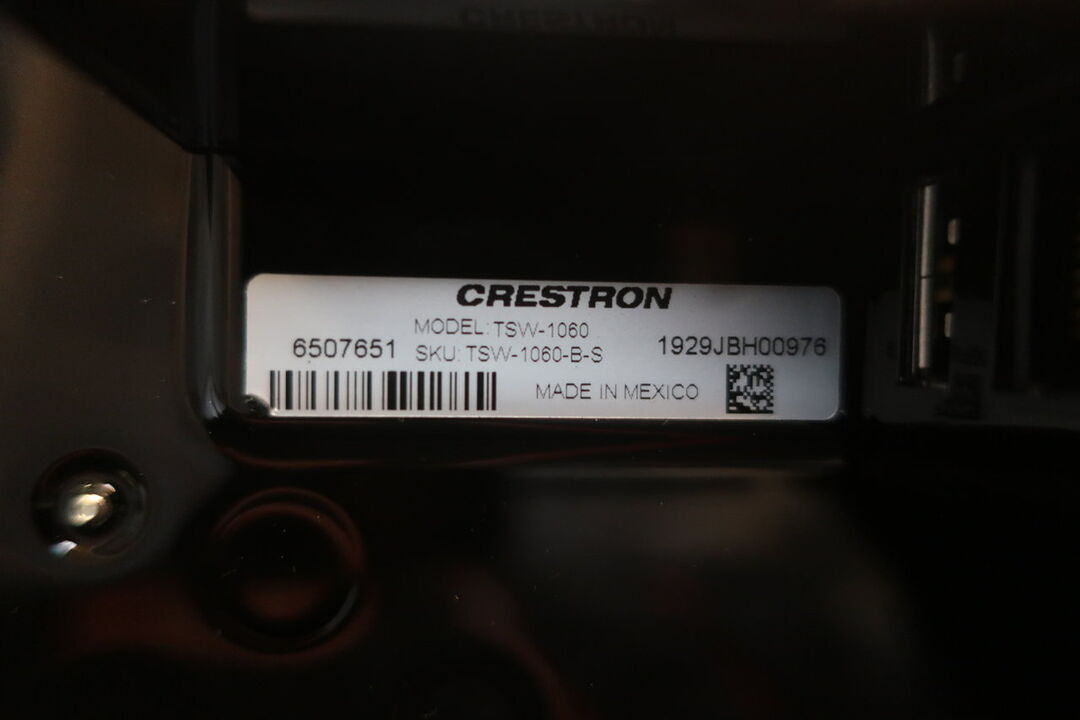 CRESTRON
MODEL: TSW-1060
6507651 SKU: TSW-1060-B-S 1929JBH00976
MADE IN MEXICO